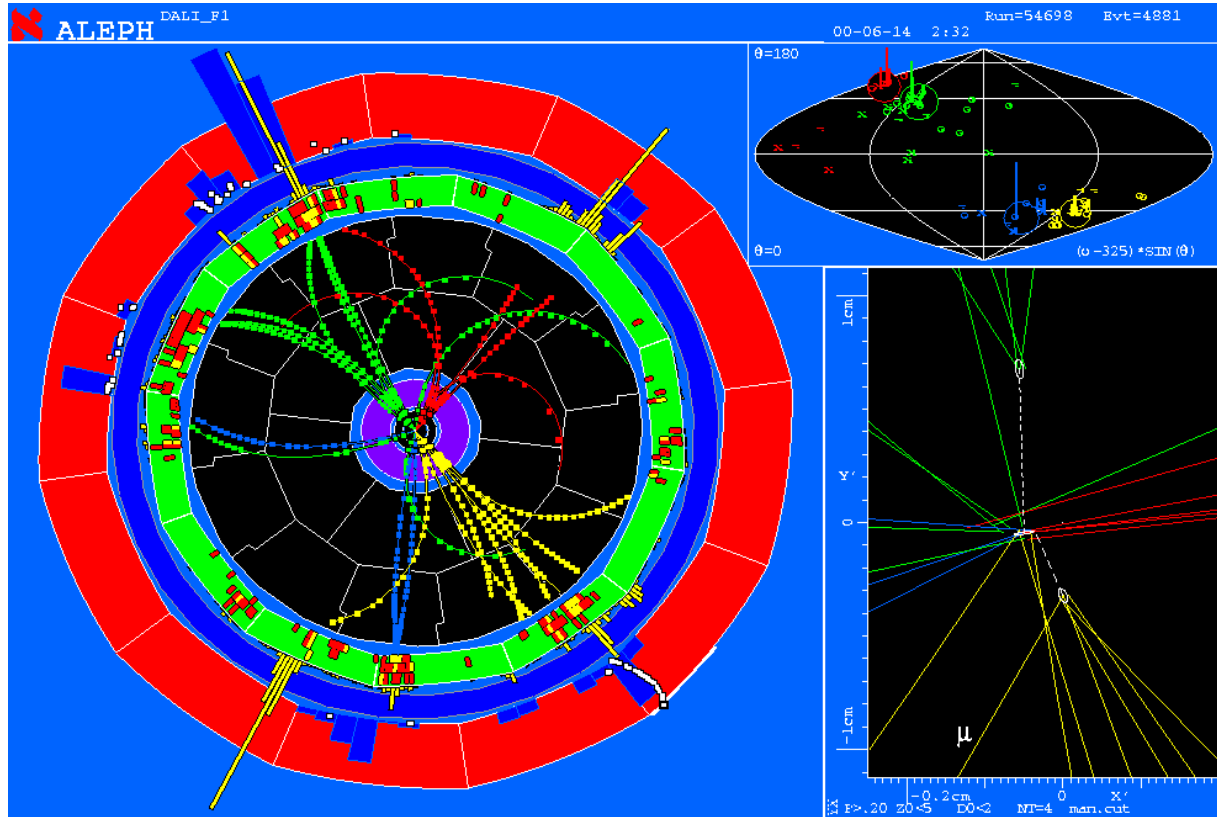 ALEPH
DALI_F1
Run=54698 Evt=4881
00-06-14 2:32
θ=180
θ=0
(φ-325)*SIN(θ)
1cm
Y'
0
-1cm
μ
-0.2cm 0 X'
YX P>.20 Z0<5 D0<2 NT=4 man.cut